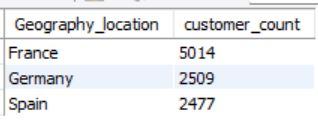 Geography_location customer_count
France 5014
Germany 2509
Spain 2477